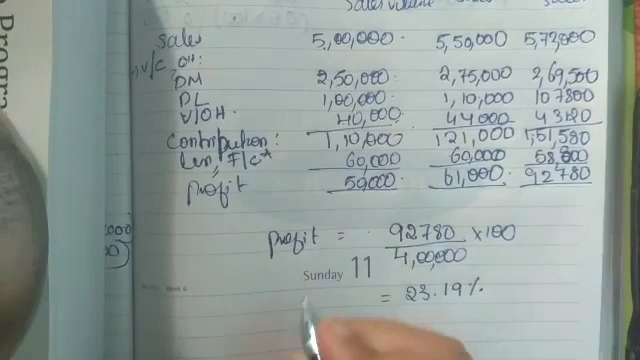 Sales 5,00,000. 5,50,000 5,72,000
v/c OH:
DM 2,50,000. 2,75,000 2,69,500
DL 1,00,000. 1,10,000 107800
V/OH. 40,000 44000 43120
Contribution: 1,10,000 121,000 1,51,580
Less F/c 60,000 60,000 58,800
profit 50,000 61,000. 92780
profit = 92780 ×100
4,00,000
Sunday 11
= 23.19%